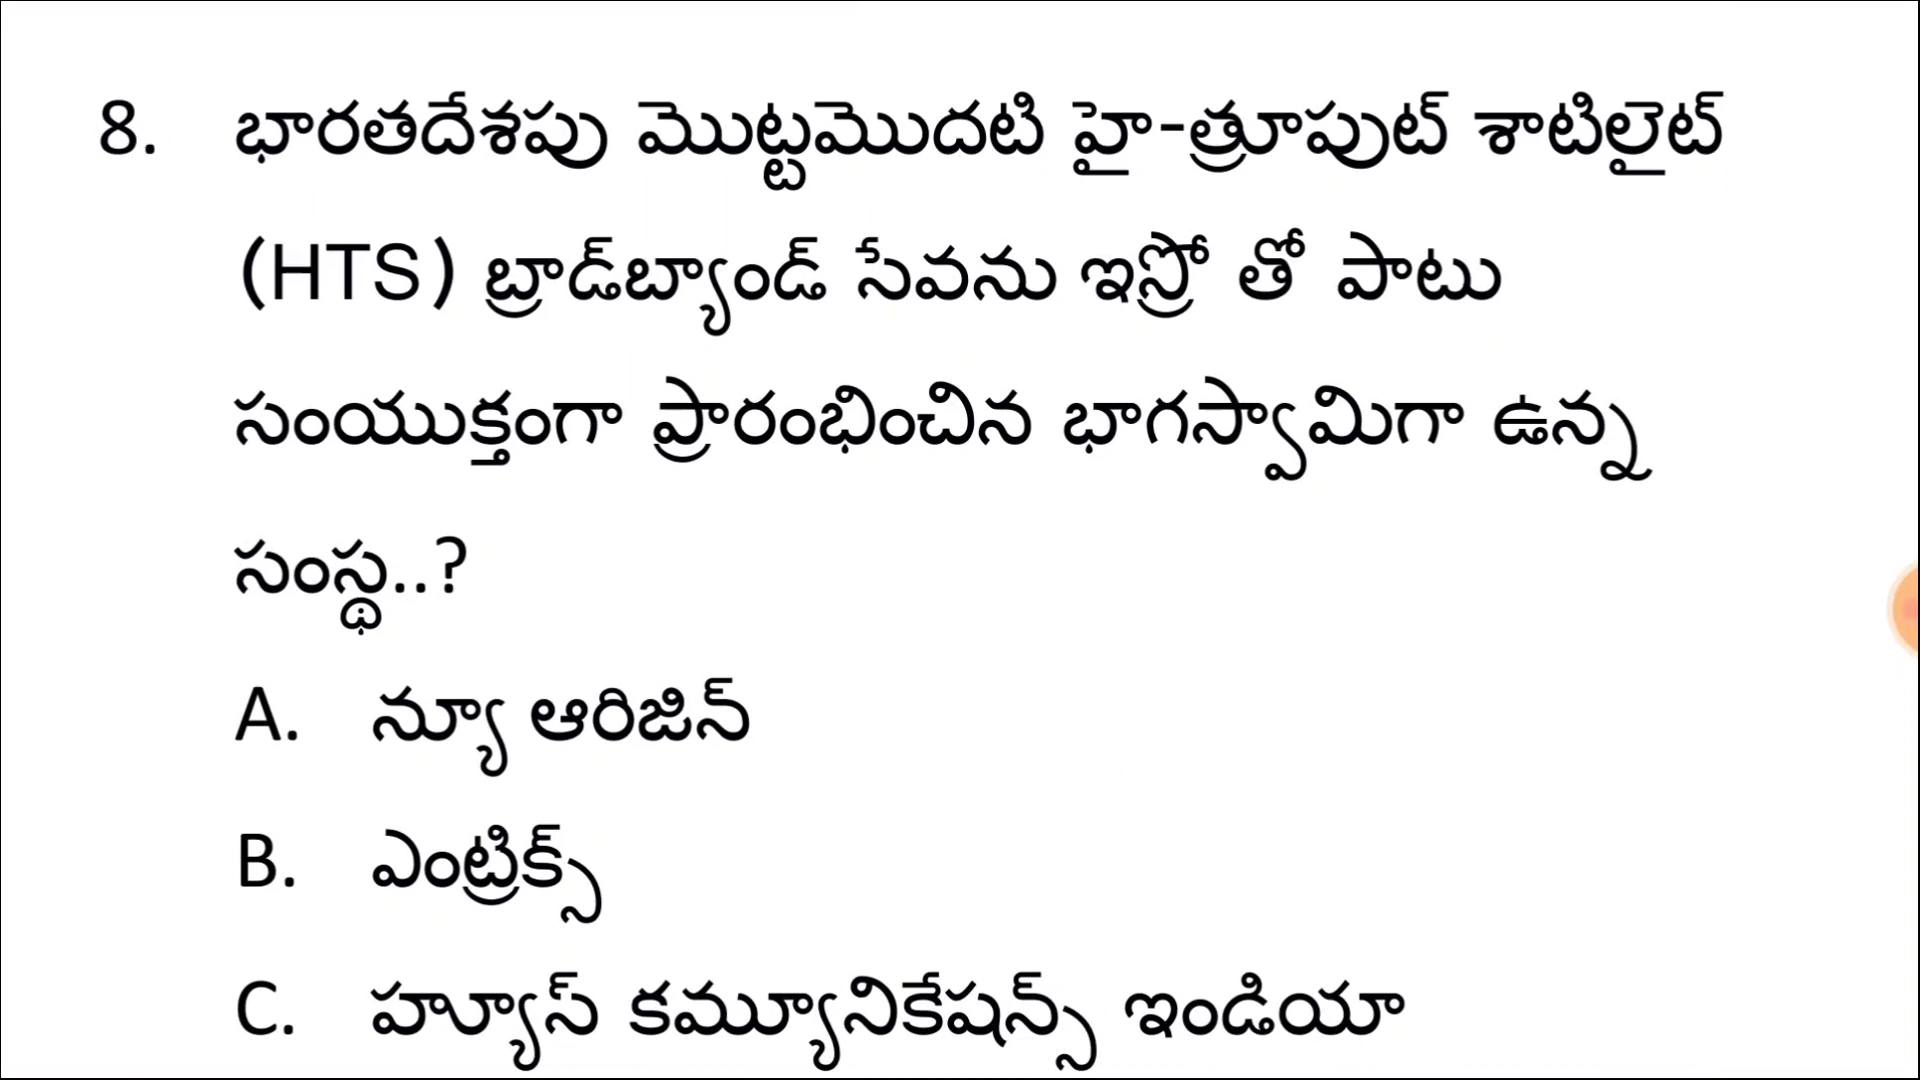 8. భారతదేశపు మొట్టమొదటి హై-త్రూపుట్ శాటిలైట్
(HTS) బ్రాడ్‌బ్యాండ్ సేవను ఇస్రో తో పాటు
సంయుక్తంగా ప్రారంభించిన భాగస్వామిగా ఉన్న
సంస్థ..?
A. న్యూ ఆరిజిన్
B. ఎంట్రిక్స్
C. హ్యూస్ కమ్యూనికేషన్స్ ఇండియా